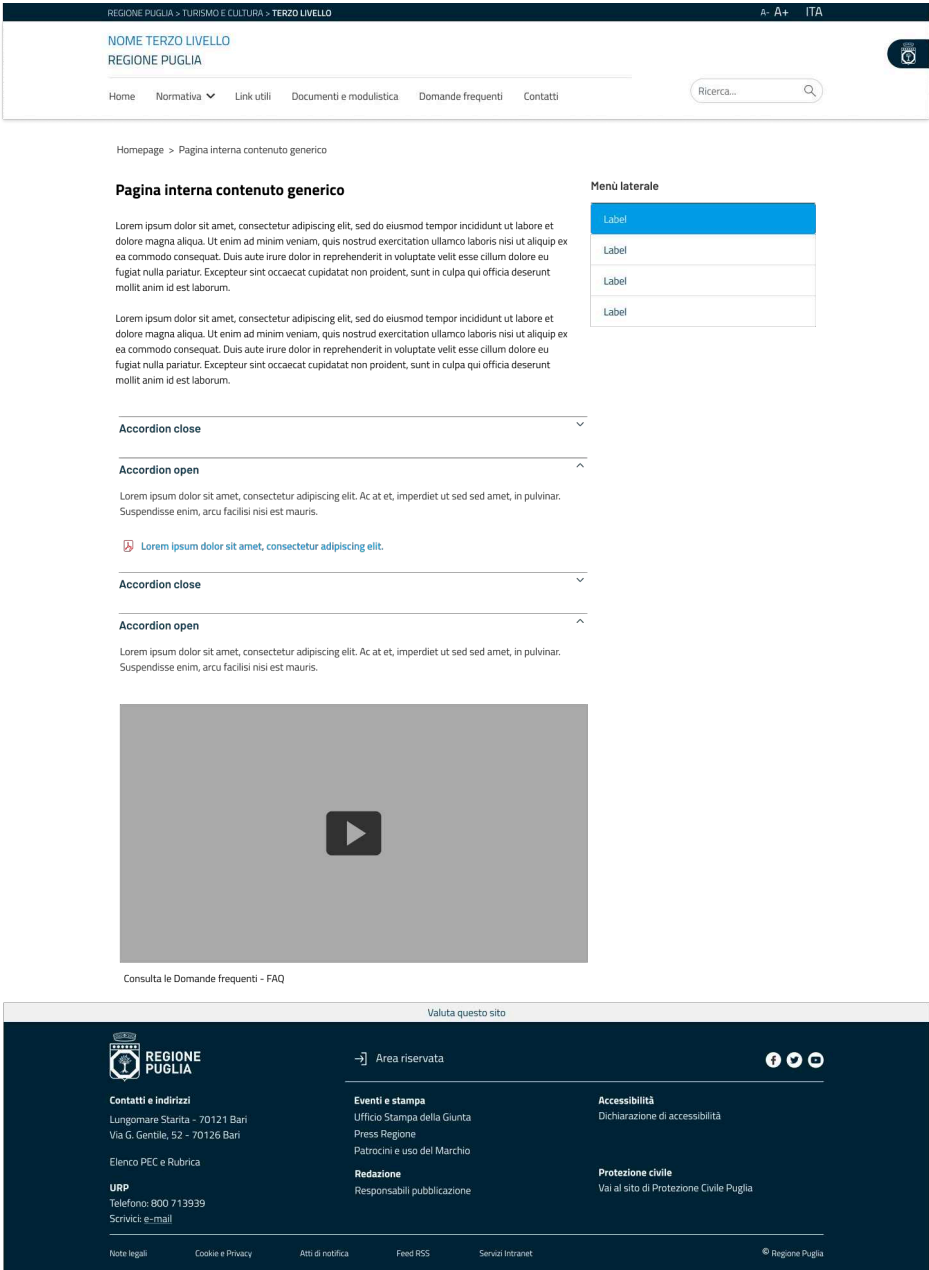 REGIONE PUGLIA > TURISMO E CULTURA > TERZO LIVELLO
A- A+ ITA
NOME TERZO LIVELLO
REGIONE PUGLIA
Home Normativa Link utili Documenti e modulistica Domande frequenti Contatti
Ricerca...
Homepage > Pagina interna contenuto generico
Pagina interna contenuto generico
Lorem ipsum dolor sit amet, consectetur adipiscing elit, sed do eiusmod tempor incididunt ut labore et
dolore magna aliqua. Ut enim ad minim veniam, quis nostrud exercitation ullamco laboris nisi ut aliquip ex
ea commodo consequat. Duis aute irure dolor in reprehenderit in voluptate velit esse cillum dolore eu
fugiat nulla pariatur. Excepteur sint occaecat cupidatat non proident, sunt in culpa qui officia deserunt
mollit anim id est laborum.
Lorem ipsum dolor sit amet, consectetur adipiscing elit, sed do eiusmod tempor incididunt ut labore et
dolore magna aliqua. Ut enim ad minim veniam, quis nostrud exercitation ullamco laboris nisi ut aliquip ex
ea commodo consequat. Duis aute irure dolor in reprehenderit in voluptate velit esse cillum dolore eu
fugiat nulla pariatur. Excepteur sint occaecat cupidatat non proident, sunt in culpa qui officia deserunt
mollit anim id est laborum.
Menù laterale
Label
Label
Label
Label
Accordion close
Accordion open
Lorem ipsum dolor sit amet, consectetur adipiscing elit. Ac at et, imperdiet ut sed sed amet, in pulvinar.
Suspendisse enim, arcu facilisi nisi est mauris.
Lorem ipsum dolor sit amet, consectetur adipiscing elit.
Accordion close
Accordion open
Lorem ipsum dolor sit amet, consectetur adipiscing elit. Ac at et, imperdiet ut sed sed amet, in pulvinar.
Suspendisse enim, arcu facilisi nisi est mauris.
Consulta le Domande frequenti - FAQ
Valuta questo sito
REGIONE
PUGLIA
Area riservata
Contatti e indirizzi
Lungomare Starita - 70121 Bari
Via G. Gentile, 52 - 70126 Bari
Elenco PEC e Rubrica
URP
Telefono: 800 713939
Scrivici: e-mail
Eventi e stampa
Ufficio Stampa della Giunta
Press Regione
Patrocini e uso del Marchio
Redazione
Responsabili pubblicazione
Accessibilità
Dichiarazione di accessibilità
Protezione civile
Vai al sito di Protezione Civile Puglia
Note legali Cookie e Privacy Atti di notifica Feed RSS Servizi Intranet © Regione Puglia